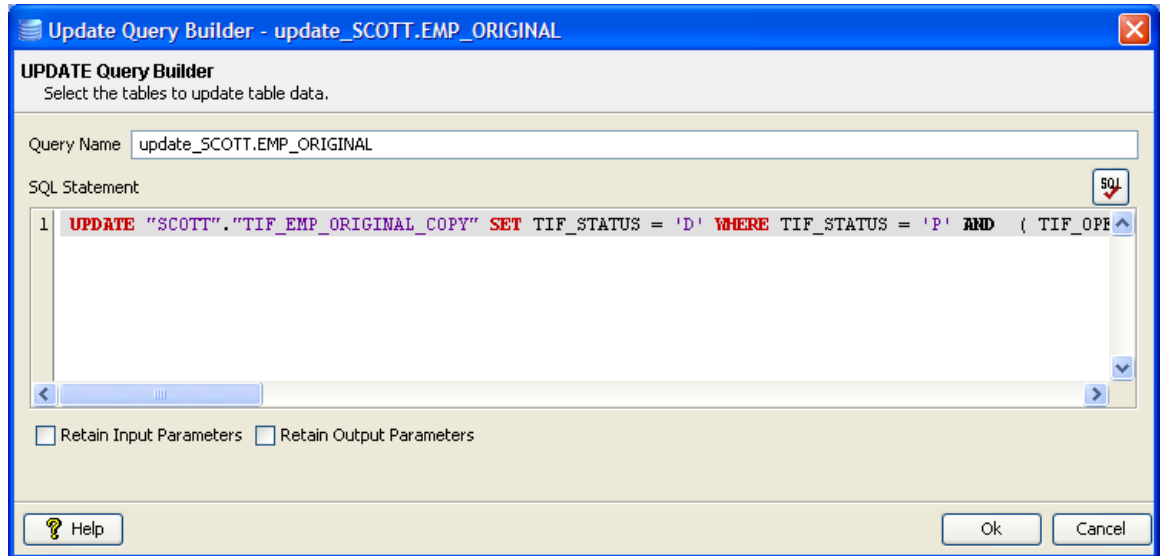 Update Query Builder - update_SCOTT.EMP_ORIGINAL
UPDATE Query Builder
Select the tables to update table data.
Query Name update_SCOTT.EMP_ORIGINAL
SQL Statement
SQL
1 UPDATE "SCOTT"."TIF_EMP_ORIGINAL_COPY" SET TIF_STATUS = 'D' WHERE TIF_STATUS = 'P' AND ( TIF_OPE
Retain Input Parameters Retain Output Parameters
Help Ok Cancel